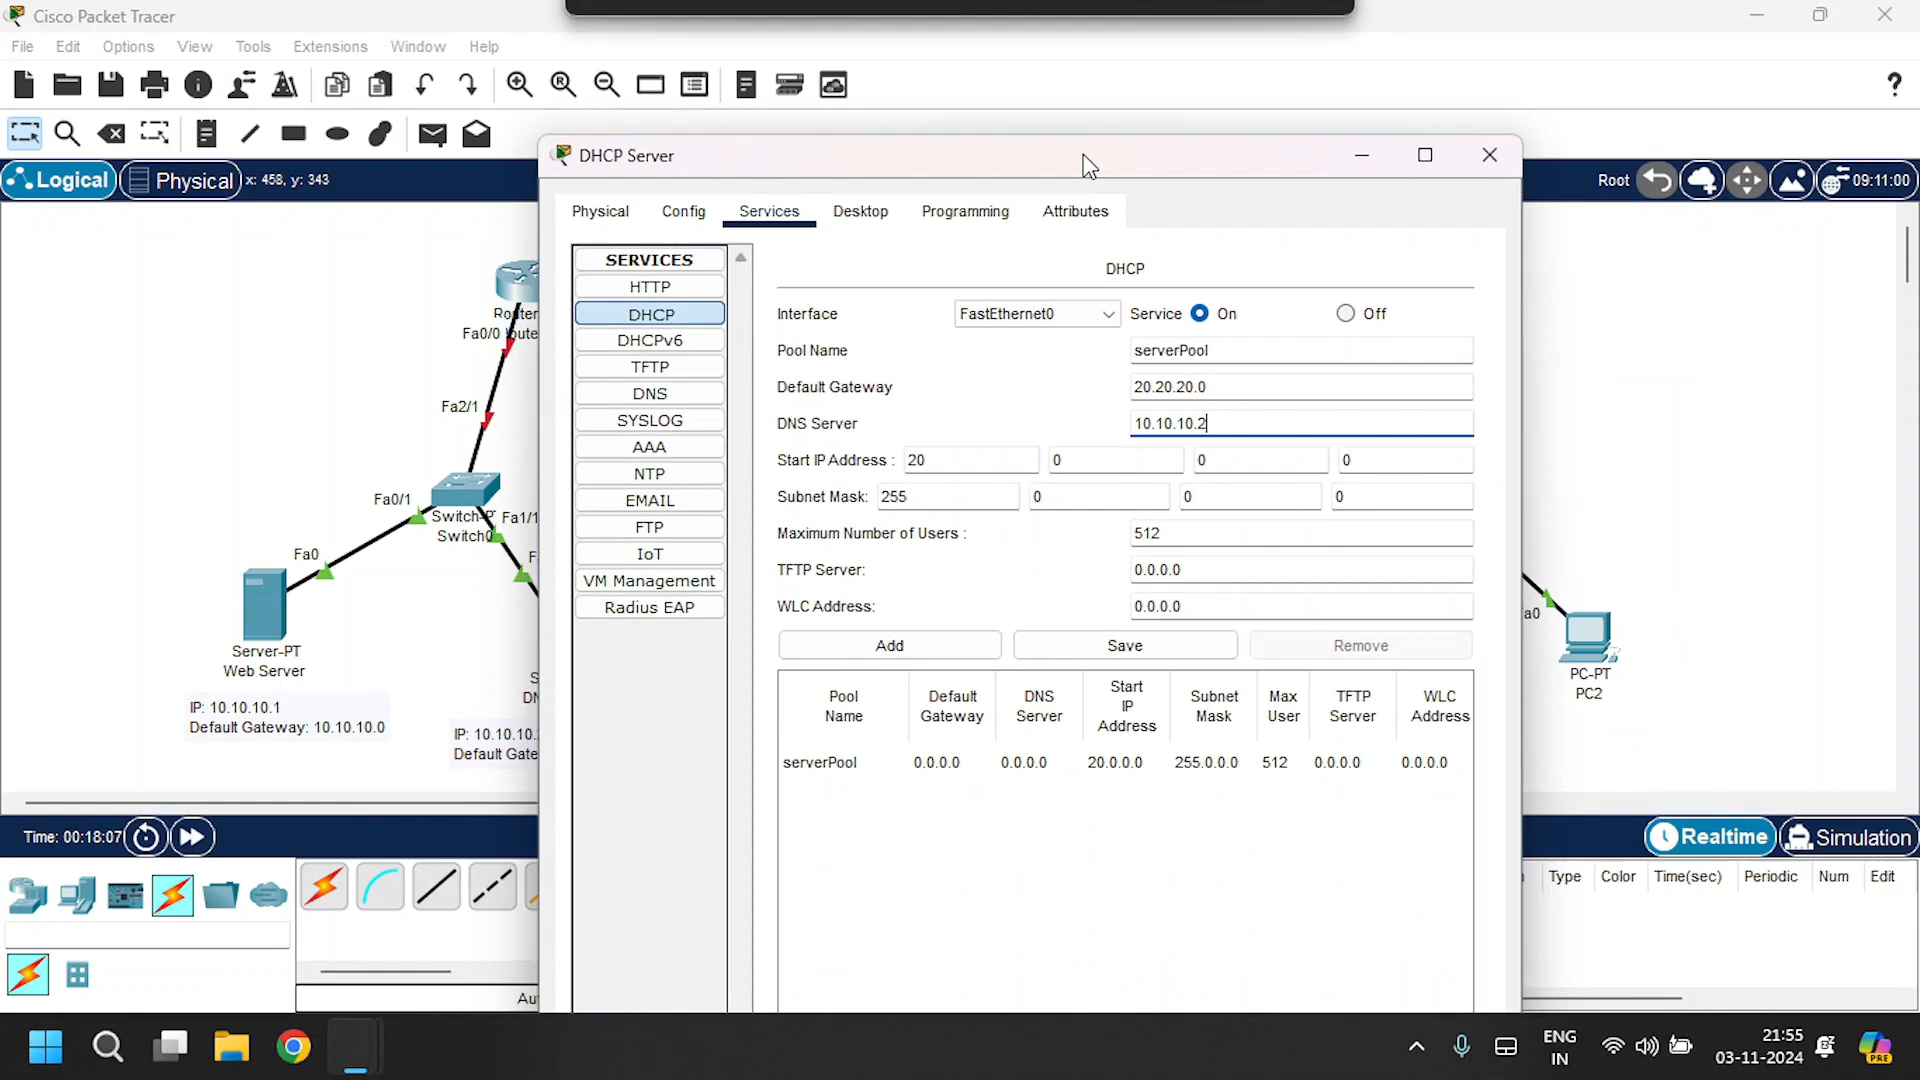 Cisco Packet Tracer
File Edit Options View Tools Extensions Window Help
Logical Physical x: 458, y: 343
Root 09:11:00
DHCP Server
Physical Config Services Desktop Programming Attributes
SERVICES
HTTP
DHCP
DHCPv6
TFTP
DNS
SYSLOG
AAA
NTP
EMAIL
FTP
IoT
VM Management
Radius EAP
DHCP
Interface FastEthernet0 Service On Off
Pool Name serverPool
Default Gateway 20.20.20.0
DNS Server 10.10.10.2
Start IP Address : 20 0 0 0
Subnet Mask: 255 0 0 0
Maximum Number of Users : 512
TFTP Server: 0.0.0.0
WLC Address: 0.0.0.0
Add Save Remove
Pool Name Default Gateway DNS Server Start IP Address Subnet Mask Max User TFTP Server WLC Address
serverPool 0.0.0.0 0.0.0.0 20.0.0.0 255.0.0.0 512 0.0.0.0 0.0.0.0
Fa0/0
Fa2/1
Fa0/1
Fa1/1
Switch0
Fa0
Server-PT
Web Server
IP: 10.10.10.1
Default Gateway: 10.10.10.0
IP: 10.10.10.
Default Gate
PC-PT
PC2
Time: 00:18:07
Realtime Simulation
Type Color Time(sec) Periodic Num Edit
ENG
IN
21:55
03-11-2024
PRE